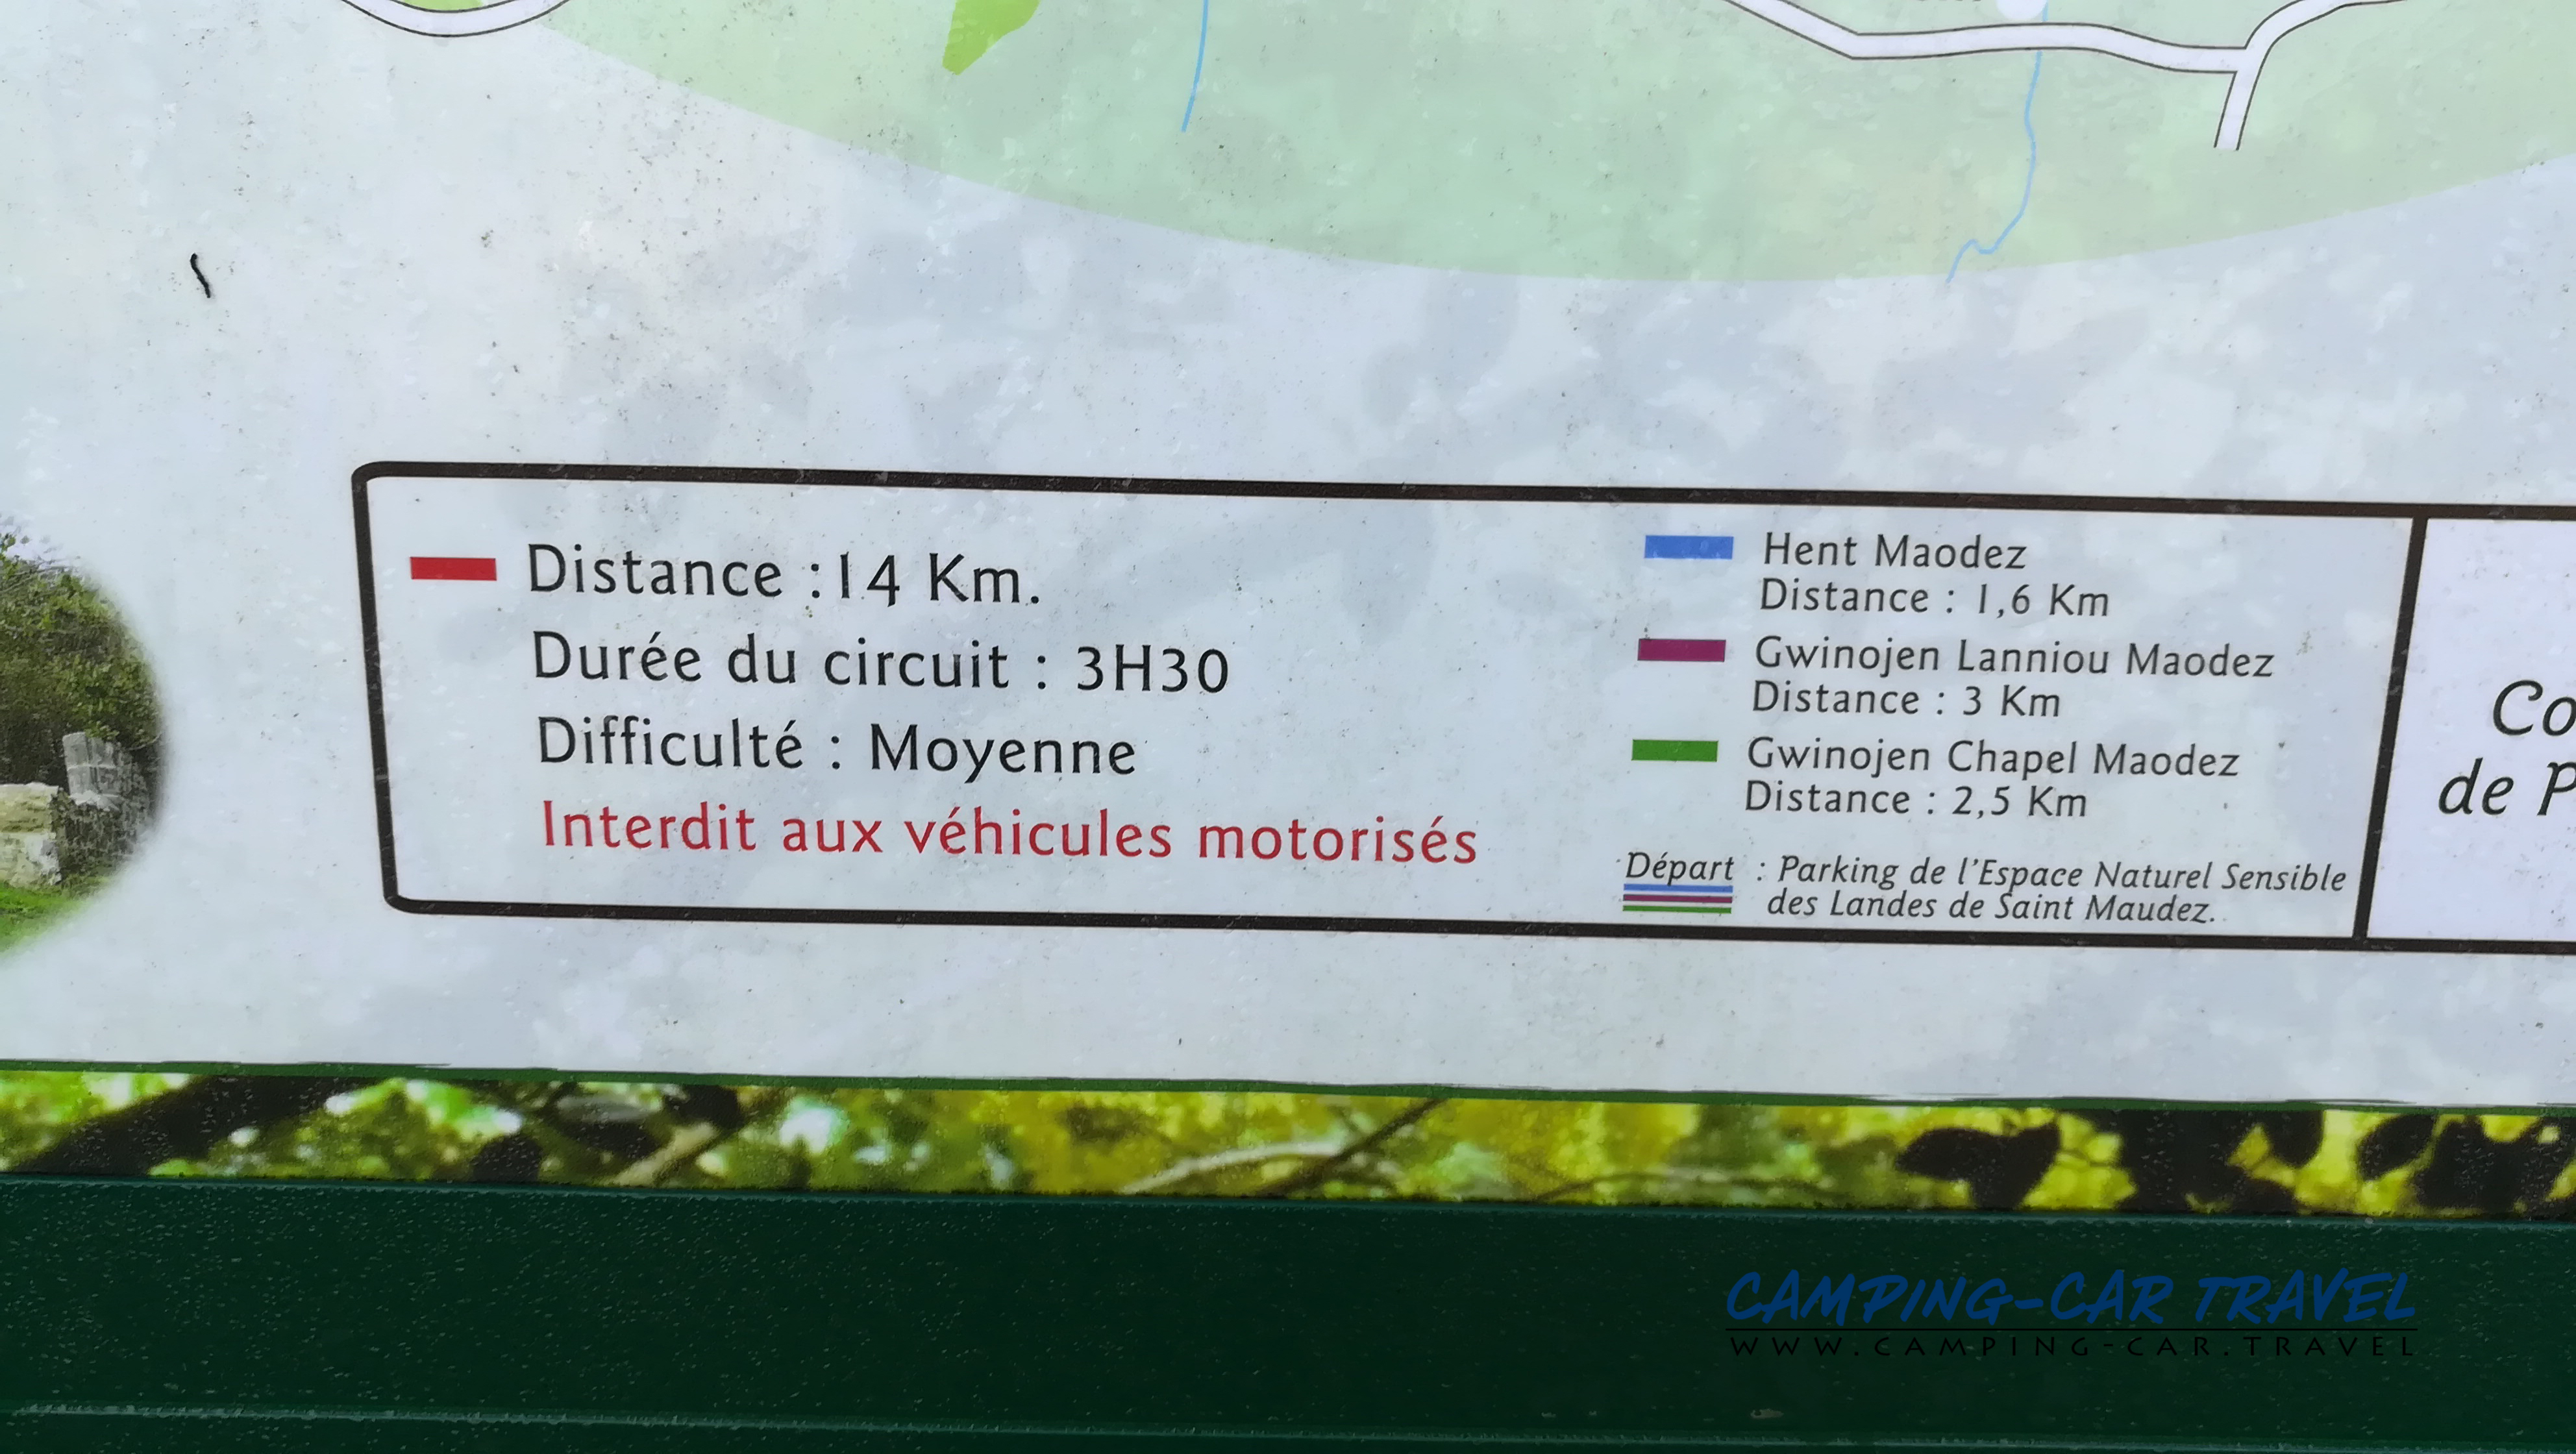 Distance :14 Km.
Durée du circuit : 3H30
Difficulté : Moyenne
Interdit aux véhicules motorisés
Hent Maodez
Distance : 1,6 Km
Gwinojen Lanniou Maodez
Distance : 3 Km
Gwinojen Chapel Maodez
Distance : 2,5 Km
Départ : Parking de l'Espace Naturel Sensible
des Landes de Saint Maudez.
Co
de P
CAMPING-CAR TRAVEL
WWW.CAMPING-CAR.TRAVEL